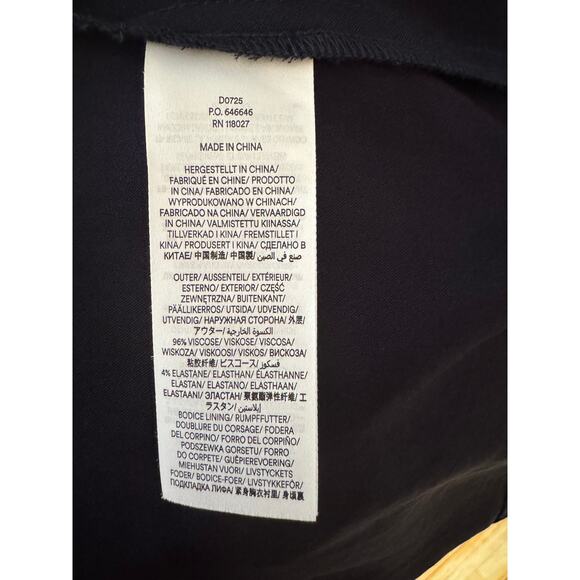 D0725
P.O. 646646
RN 118027
MADE IN CHINA
HERGESTELLT IN CHINA/
FABRIQUÉ EN CHINE/ PRODOTTO
IN CINA/ FABRICADO EN CHINA/
WYPRODUKOWANO W CHINACH/
FABRICADO NA CHINA/ VERVAARDIGD
IN CHINA/ VALMISTETTU KIINASSA/
TILLVERKAD I KINA/ FREMSTILLET I
KINA/ PRODUSERT I KINA/ СДЕЛАНО В
КИТАЕ/ 中国制造/ 中國製/ صنع في الصين
OUTER/ AUSSENTEIL/ EXTÉRIEUR/
ESTERNO/ EXTERIOR/ CZĘŚĆ
ZEWNĘTRZNA/ BUITENKANT/
PÄÄLLIKERROS/ UTSIDA/ UDVENDIG/
UTVENDIG/ НАРУЖНАЯ СТОРОНА/ 外层/
アウター/ الكسوة الخارجية
96% VISCOSE/ VISKOSE/ VISCOSA/
WISKOZA/ VISKOOSI/ VISKOS/ ВИСКОЗА/
粘胶纤维/ ビスコース/ فسكوز
4% ELASTANE/ ELASTHAN/ ÉLASTHANNE/
ELASTAN/ ELASTANO/ ELASTHAAN/
ELASTAANI/ ЭЛАСТАН/ 聚氨酯弹性纤维/ エ
ラスタン/ إيلاستين
BODICE LINING/ RUMPFFUTTER/
DOUBLURE DU CORSAGE/ FODERA
DEL CORPINO/ FORRO DEL CORPIÑO/
PODSZEWKA GORSETU/ FORRO
DO CORPETE/ GUÊPIEREVOERING/
MIEHUSTAN VUORI/ LIVSTYCKETS
FODER/ BODICE-FOER/ LIVSTYKKEFÔR/
ПОДКЛАДКА ЛИФА/ 紧身胸衣衬里/ 身頃裏